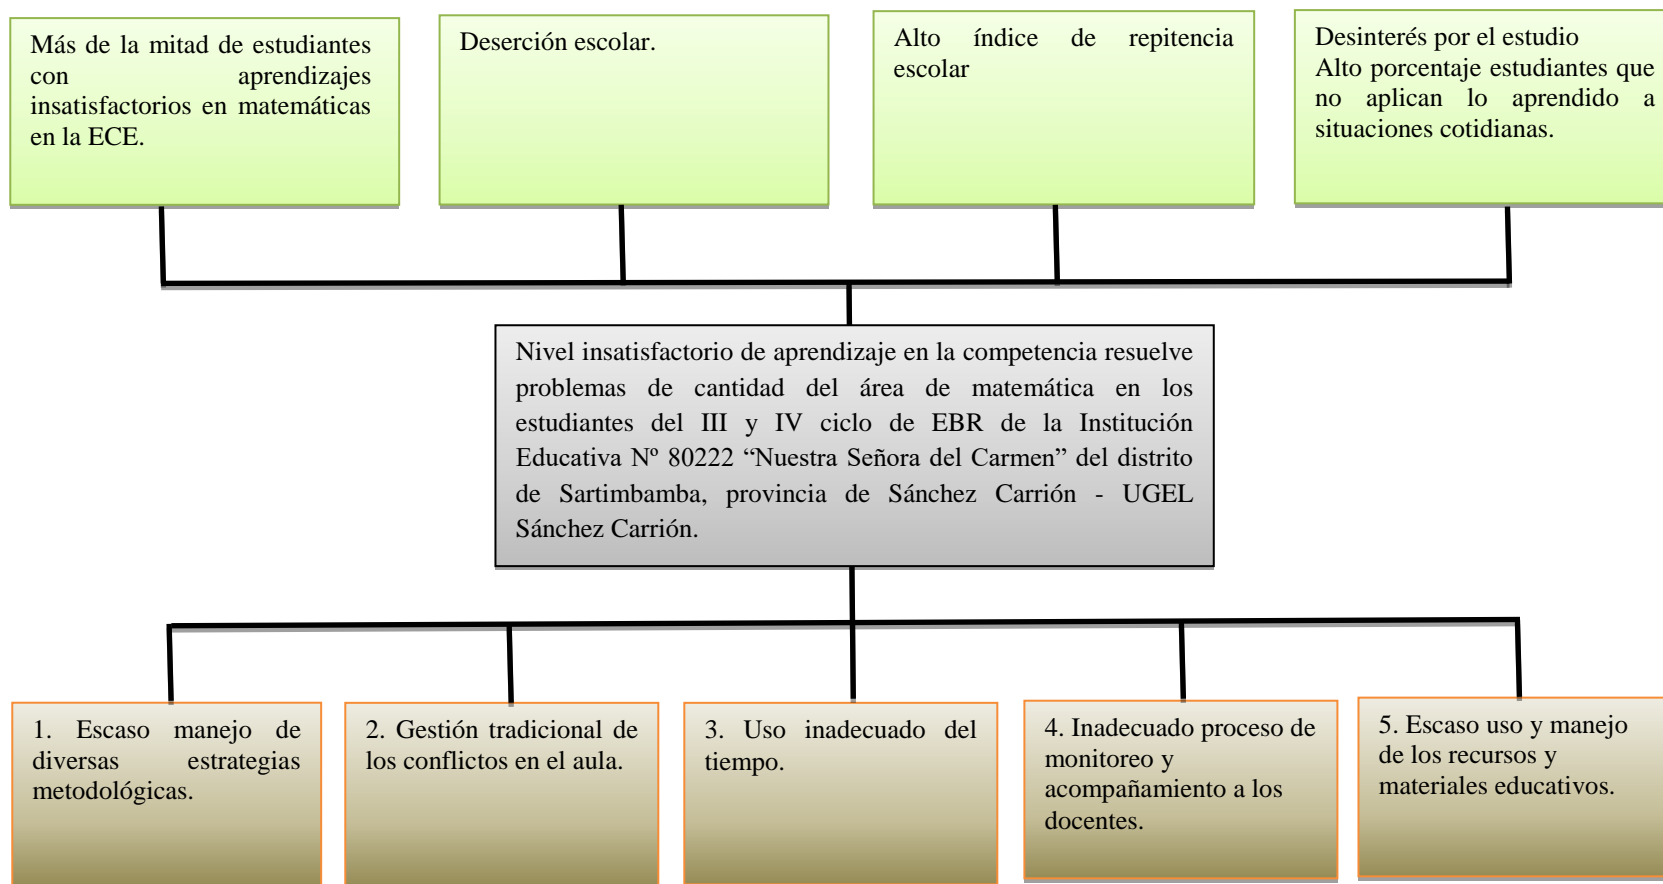 Más de la mitad de estudiantes
con aprendizajes
insatisfactorios en matemáticas
en la ECE.
Deserción escolar.
Alto índice de repitencia
escolar
Desinterés por el estudio
Alto porcentaje estudiantes que
no aplican lo aprendido a
situaciones cotidianas.
Nivel insatisfactorio de aprendizaje en la competencia resuelve
problemas de cantidad del área de matemática en los
estudiantes del III y IV ciclo de EBR de la Institución
Educativa Nº 80222 “Nuestra Señora del Carmen” del distrito
de Sartimbamba, provincia de Sánchez Carrión - UGEL
Sánchez Carrión.
1. Escaso manejo de
diversas estrategias
metodológicas.
2. Gestión tradicional de
los conflictos en el aula.
3. Uso inadecuado del
tiempo.
4. Inadecuado proceso de
monitoreo y
acompañamiento a los
docentes.
5. Escaso uso y manejo
de los recursos y
materiales educativos.